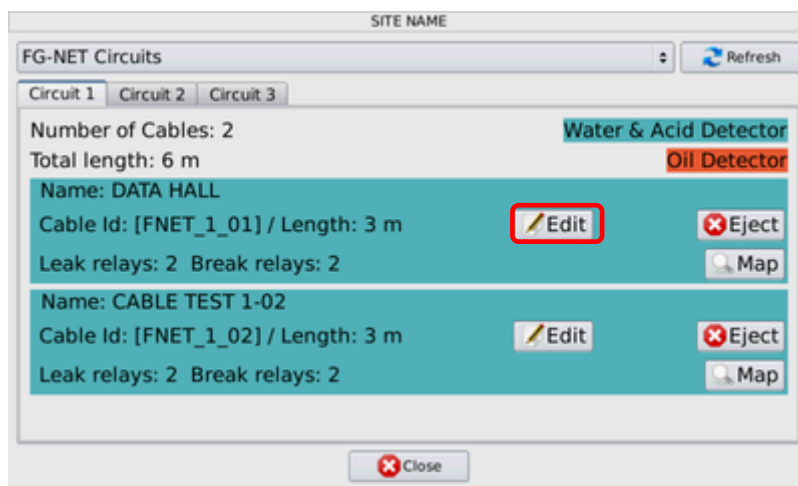 SITE NAME
FG-NET Circuits Refresh
Circuit 1 Circuit 2 Circuit 3
Number of Cables: 2 Water & Acid Detector
Total length: 6 m Oil Detector
Name: DATA HALL
Cable Id: [FNET_1_01] / Length: 3 m Edit Eject
Leak relays: 2 Break relays: 2 Map
Name: CABLE TEST 1-02
Cable Id: [FNET_1_02] / Length: 3 m Edit Eject
Leak relays: 2 Break relays: 2 Map
Close